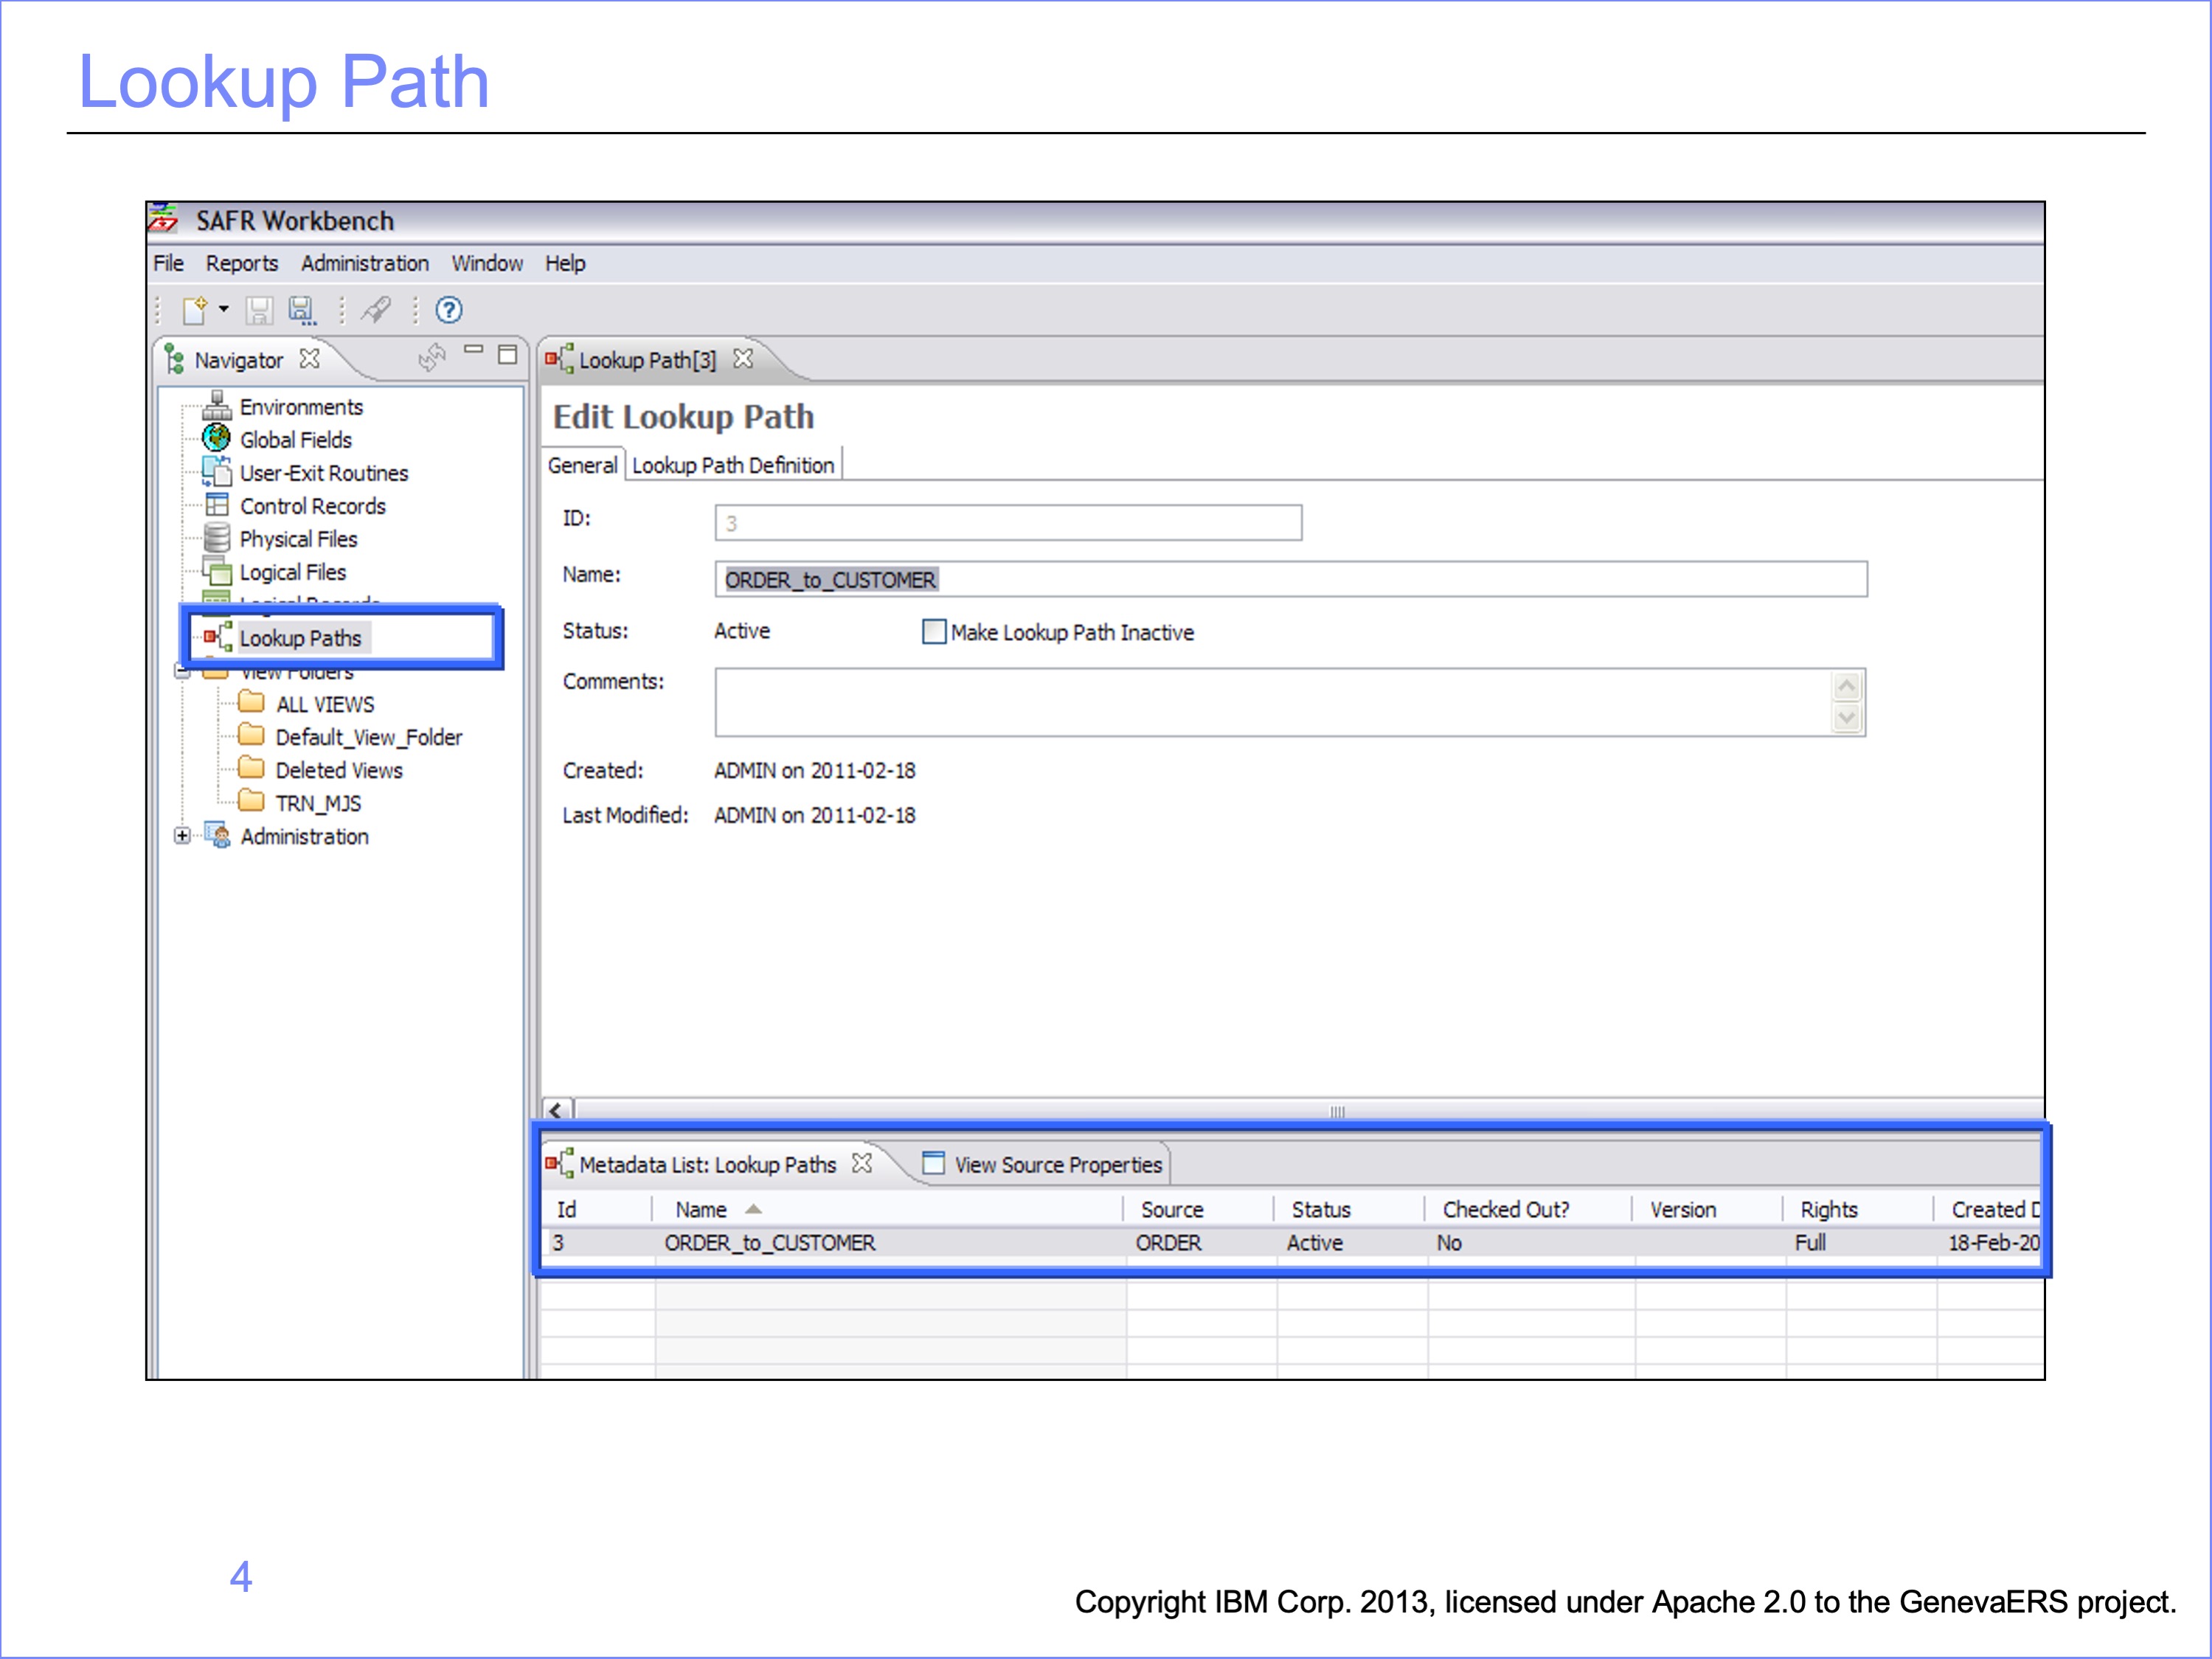 Lookup Path
SAFR Workbench
File Reports Administration Window Help
Navigator
Environments
Global Fields
User-Exit Routines
Control Records
Physical Files
Logical Files
Logical Records
Lookup Paths
View Folders
ALL VIEWS
Default_View_Folder
Deleted Views
TRN_MJS
Administration
Lookup Path[3]
Edit Lookup Path
General Lookup Path Definition
ID: 3
Name: ORDER_to_CUSTOMER
Status: Active Make Lookup Path Inactive
Comments:
Created: ADMIN on 2011-02-18
Last Modified: ADMIN on 2011-02-18
Metadata List: Lookup Paths View Source Properties
Id Name Source Status Checked Out? Version Rights Created D
3 ORDER_to_CUSTOMER ORDER Active No Full 18-Feb-20
4
Copyright IBM Corp. 2013, licensed under Apache 2.0 to the GenevaERS project.